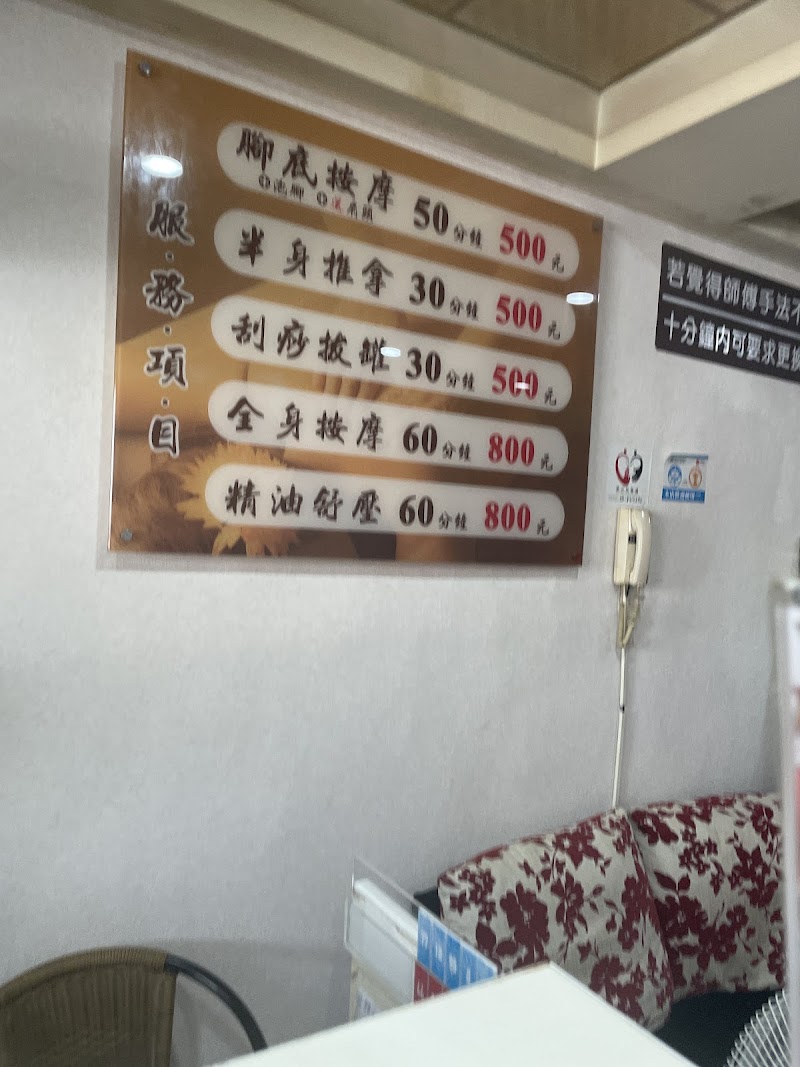 服·務·項·目
腳底按摩 50分鐘 500元
半身推拿 30分鐘 500元
刮痧拔罐 30分鐘 500元
全身按摩 60分鐘 800元
精油舒壓 60分鐘 800元
若覺得師傅手法不
十分鐘內可要求更換